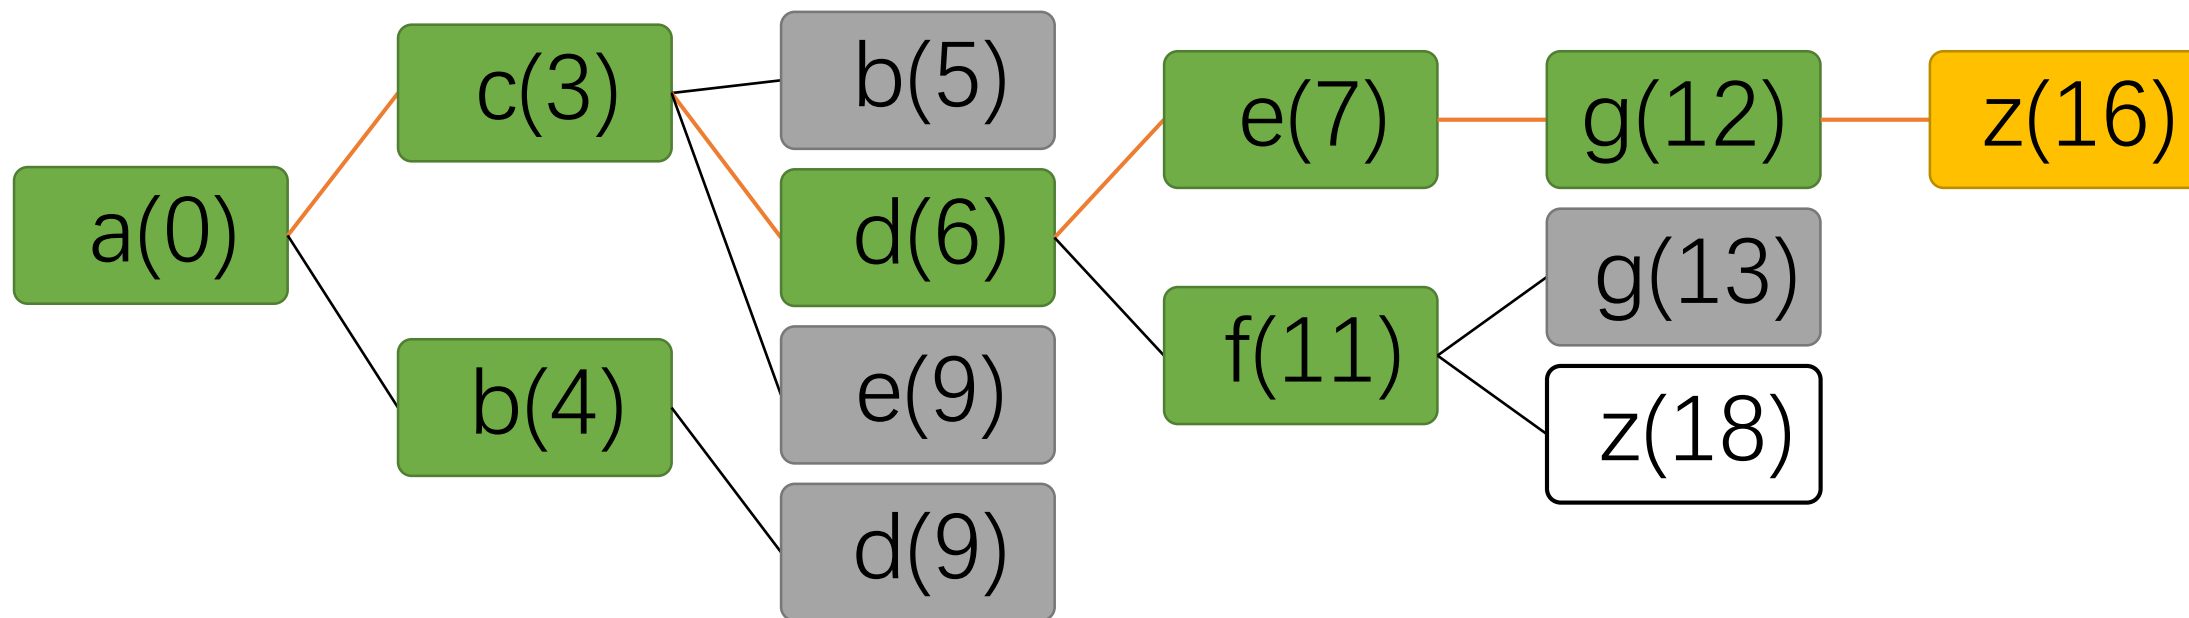 a(0)
c(3)
b(4)
b(5)
d(6)
e(9)
d(9)
e(7)
f(11)
g(12)
g(13)
z(18)
z(16)